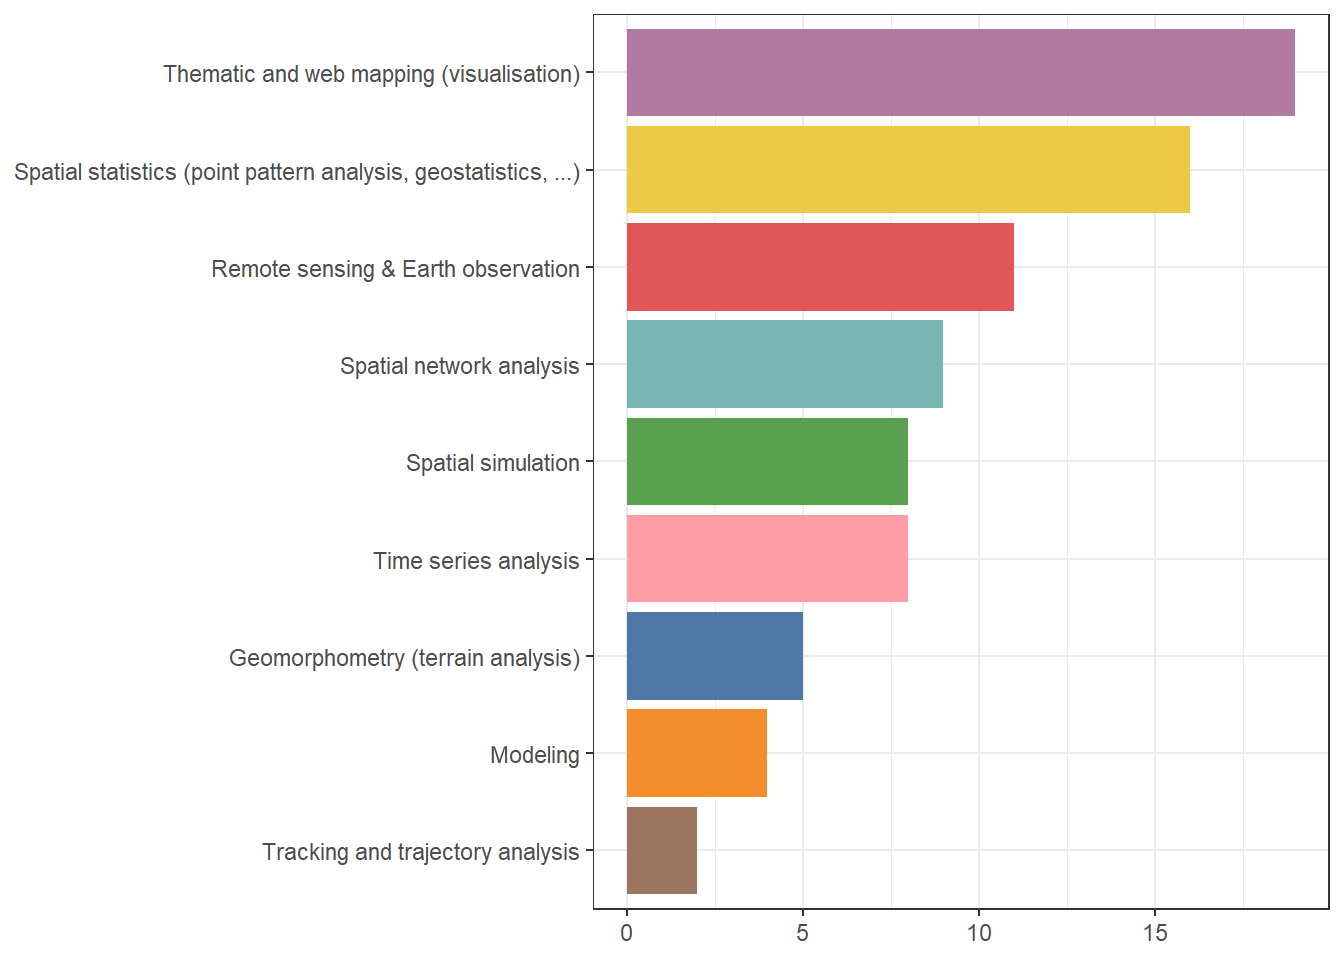 Thematic and web mapping (visualisation)
Spatial statistics (point pattern analysis, geostatistics, ...)
Remote sensing & Earth observation
Spatial network analysis
Spatial simulation
Time series analysis
Geomorphometry (terrain analysis)
Modeling
Tracking and trajectory analysis
0 5 10 15